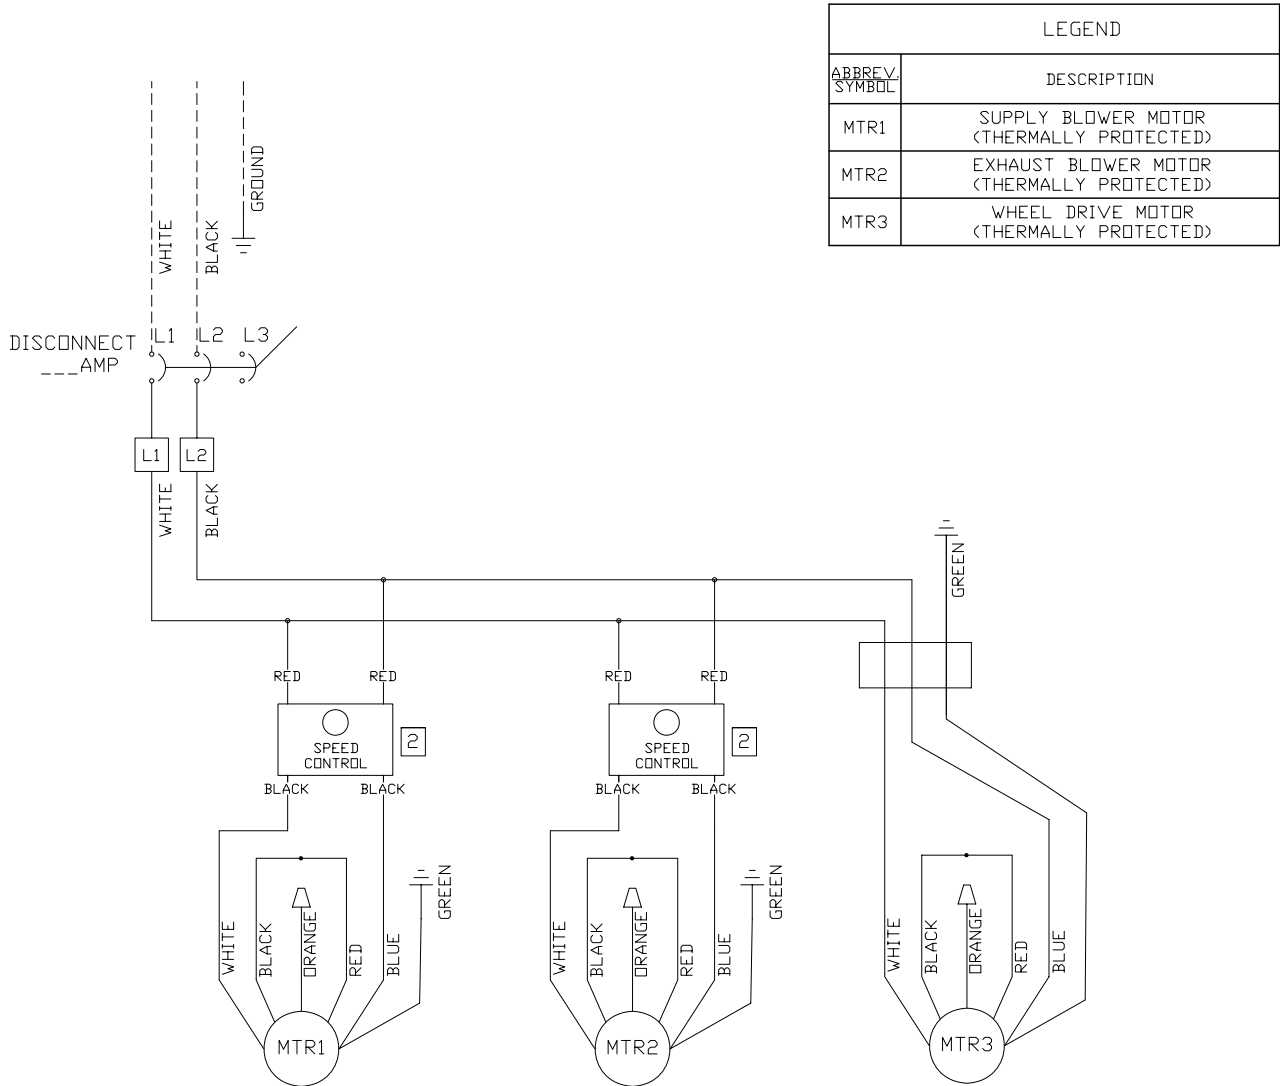 LEGEND
ABBREV.
SYMBOL
DESCRIPTION
MTR1
SUPPLY BLOWER MOTOR
(THERMALLY PROTECTED)
MTR2
EXHAUST BLOWER MOTOR
(THERMALLY PROTECTED)
MTR3
WHEEL DRIVE MOTOR
(THERMALLY PROTECTED)
WHITE
BLACK
GROUND
DISCONNECT
___AMP
L1
L2
L3
L1
L2
WHITE
BLACK
GREEN
RED
RED
RED
RED
SPEED
CONTROL
2
SPEED
CONTROL
2
BLACK
BLACK
BLACK
BLACK
WHITE
BLACK
ORANGE
RED
BLUE
GREEN
WHITE
BLACK
ORANGE
RED
BLUE
GREEN
WHITE
BLACK
ORANGE
RED
BLUE
MTR1
MTR2
MTR3